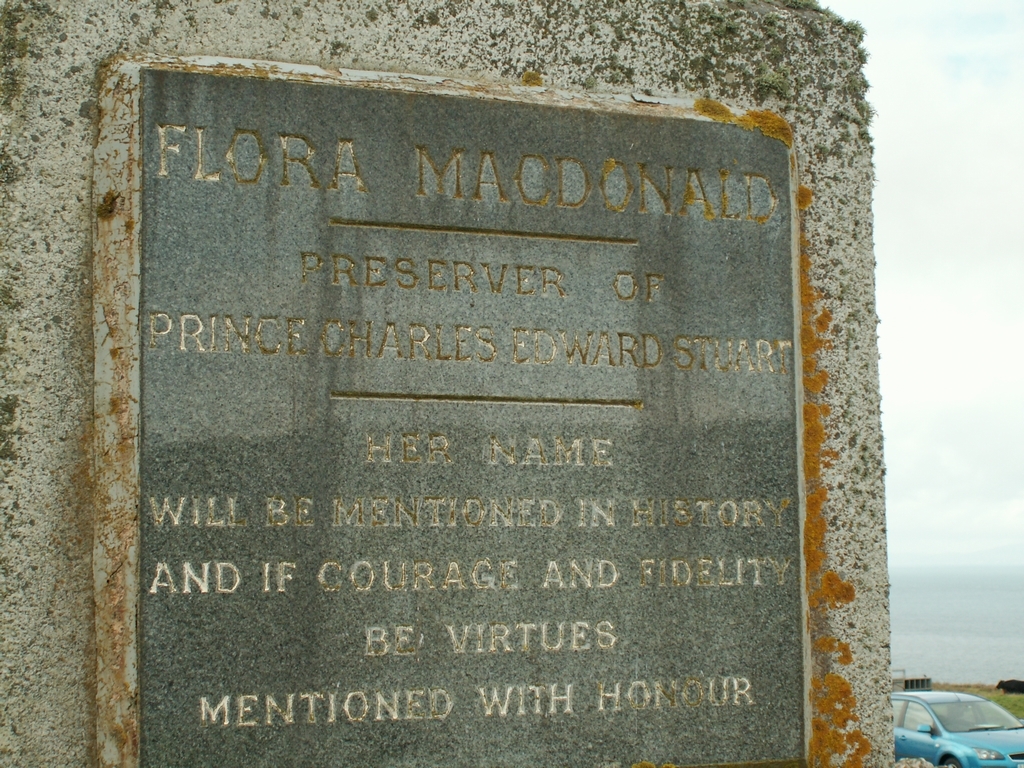 FLORA MACDONALD
PRESERVER OF
PRINCE CHARLES EDWARD STUART
HER NAME
WILL BE MENTIONED IN HISTORY
AND IF COURAGE AND FIDELITY
BE VIRTUES
MENTIONED WITH HONOUR